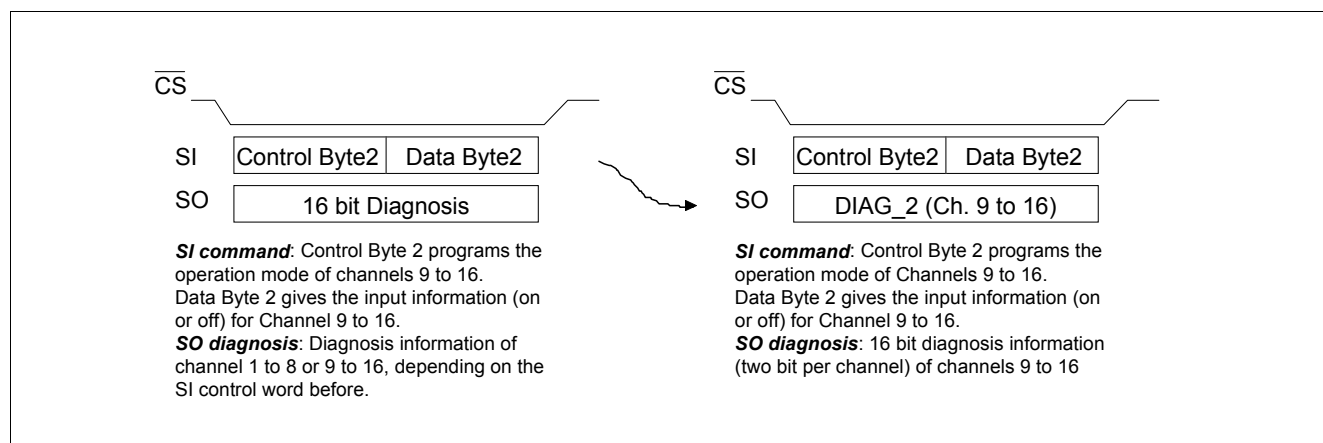 CS
SI Control Byte2 Data Byte2
SO 16 bit Diagnosis
SI command: Control Byte 2 programs the
operation mode of channels 9 to 16.
Data Byte 2 gives the input information (on
or off) for Channel 9 to 16.
SO diagnosis: Diagnosis information of
channel 1 to 8 or 9 to 16, depending on the
SI control word before.
CS
SI Control Byte2 Data Byte2
SO DIAG_2 (Ch. 9 to 16)
SI command: Control Byte 2 programs the
operation mode of Channels 9 to 16.
Data Byte 2 gives the input information (on
or off) for Channel 9 to 16.
SO diagnosis: 16 bit diagnosis information
(two bit per channel) of channels 9 to 16